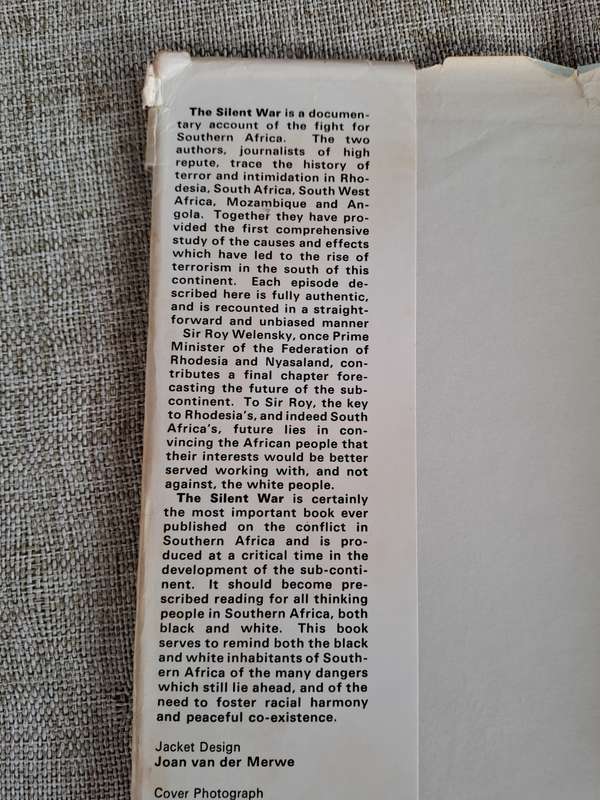 The Silent War is a documen-
tary account of the fight for
Southern Africa. The two
authors, journalists of high
repute, trace the history of
terror and intimidation in Rho-
desia, South Africa, South West
Africa, Mozambique and An-
gola. Together they have pro-
vided the first comprehensive
study of the causes and effects
which have led to the rise of
terrorism in the south of this
continent. Each episode de-
scribed here is fully authentic,
and is recounted in a straight-
forward and unbiased manner
Sir Roy Welensky, once Prime
Minister of the Federation of
Rhodesia and Nyasaland, con-
tributes a final chapter fore-
casting the future of the sub-
continent. To Sir Roy, the key
to Rhodesia's, and indeed South
Africa's, future lies in con-
vincing the African people that
their interests would be better
served working with, and not
against, the white people.
The Silent War is certainly
the most important book ever
published on the conflict in
Southern Africa and is pro-
duced at a critical time in the
development of the sub-conti-
nent. It should become pre-
scribed reading for all thinking
people in Southern Africa, both
black and white. This book
serves to remind both the black
and white inhabitants of South-
ern Africa of the many dangers
which still lie ahead, and of the
need to foster racial harmony
and peaceful co-existence.
Jacket Design
Joan van der Merwe
Cover Photograph